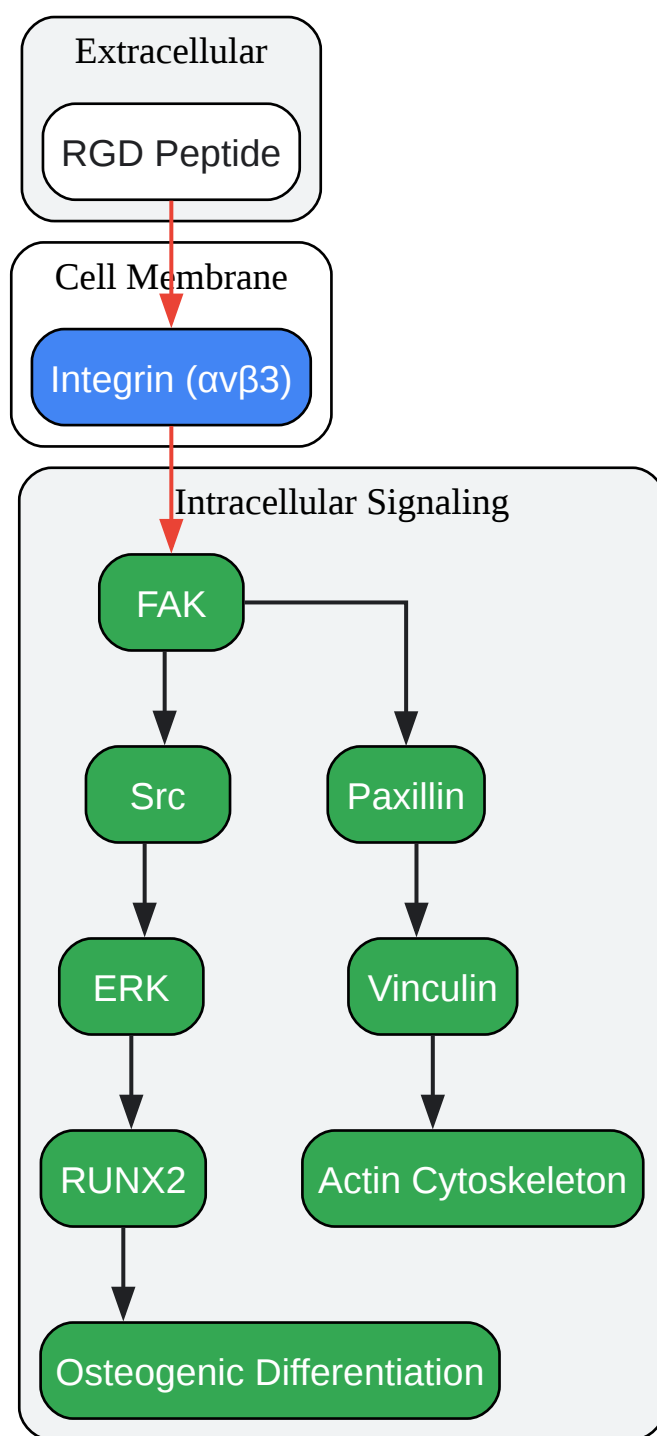 Extracellular
RGD Peptide
Cell Membrane
Integrin (αvβ3)
Intracellular Signaling
FAK
Src
Paxillin
ERK
Vinculin
RUNX2
Actin Cytoskeleton
Osteogenic Differentiation